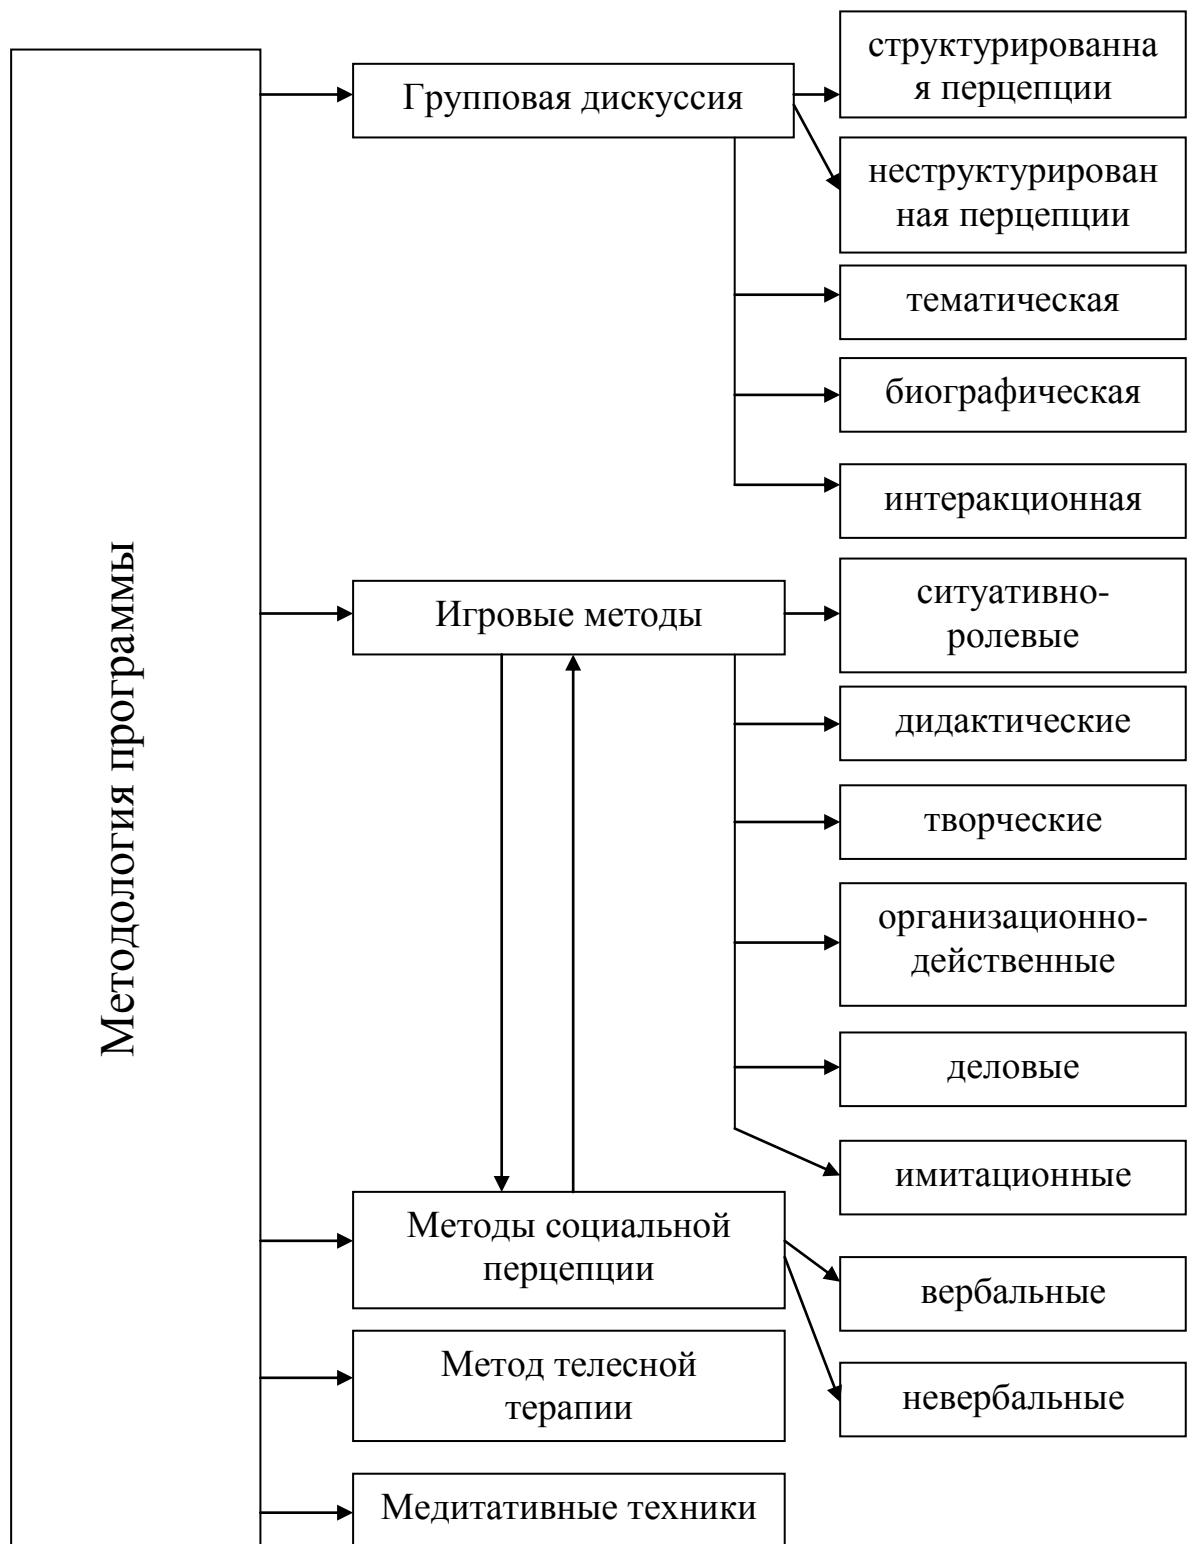 Методология программы
Групповая дискуссия
структурированна
я перцепции
неструктурирован
ная перцепции
тематическая
биографическая
интеракционная
Игровые методы
ситуативно-
ролевые
дидактические
творческие
организационно-
действенные
деловые
имитационные
Методы социальной
перцепции
вербальные
невербальные
Метод телесной
терапии
Медитативные техники